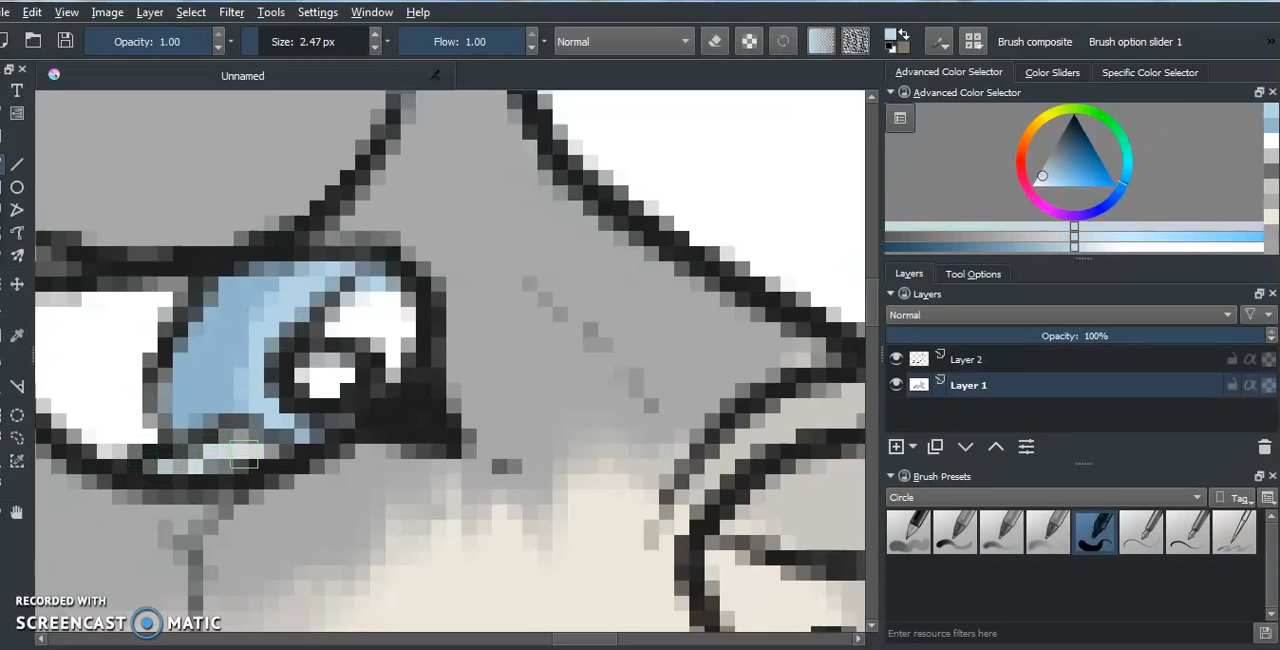 Edit View Image Layer Select Filter Tools Settings Window Help
Opacity: 1.00 Size: 2.47 px Flow: 1.00 Normal Brush composite Brush option slider 1 »
Unnamed
Advanced Color Selector Color Sliders Specific Color Selector
Advanced Color Selector
Layers Tool Options
Layers
Normal
Opacity: 100%
Layer 2
Layer 1
Brush Presets
Circle Tag
Enter resource filters here
RECORDED WITH
SCREENCAST MATIC